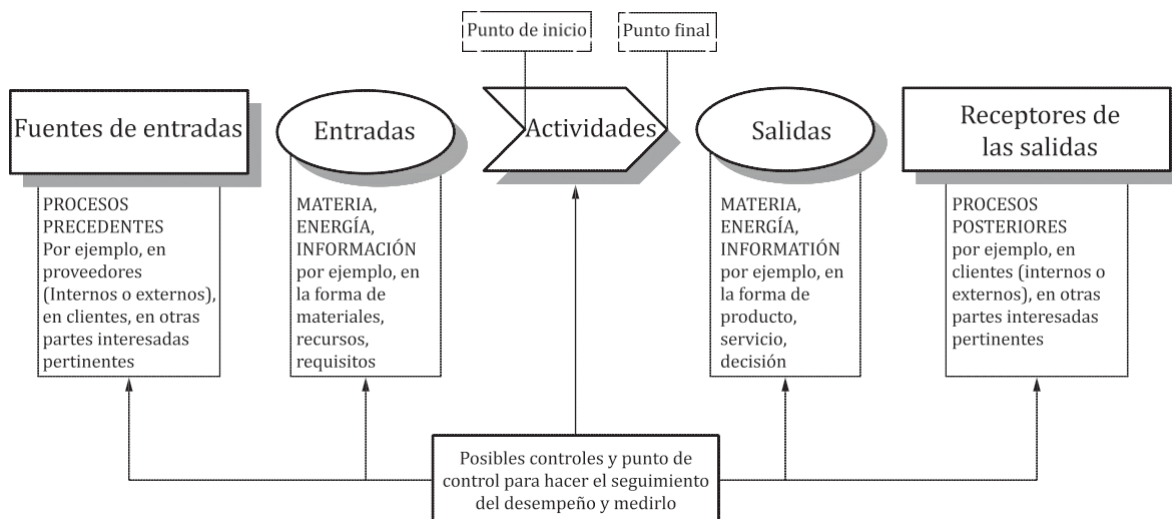 Punto de inicio
Punto final
Fuentes de entradas
Entradas
Actividades
Salidas
Receptores de
las salidas
PROCESOS
PRECEDENTES
Por ejemplo, en
proveedores
(Internos o externos),
en clientes, en otras
partes interesadas
pertinentes
MATERIA,
ENERGÍA,
INFORMACIÓN
por ejemplo, en
la forma de
materiales,
recursos,
requisitos
MATERIA,
ENERGÍA,
INFORMATIÓN
por ejemplo, en
la forma de
producto,
servicio,
decisión
PROCESOS
POSTERIORES
por ejemplo, en
clientes (internos o
externos), en otras
partes interesadas
pertinentes
Posibles controles y punto de
control para hacer el seguimiento
del desempeño y medirlo